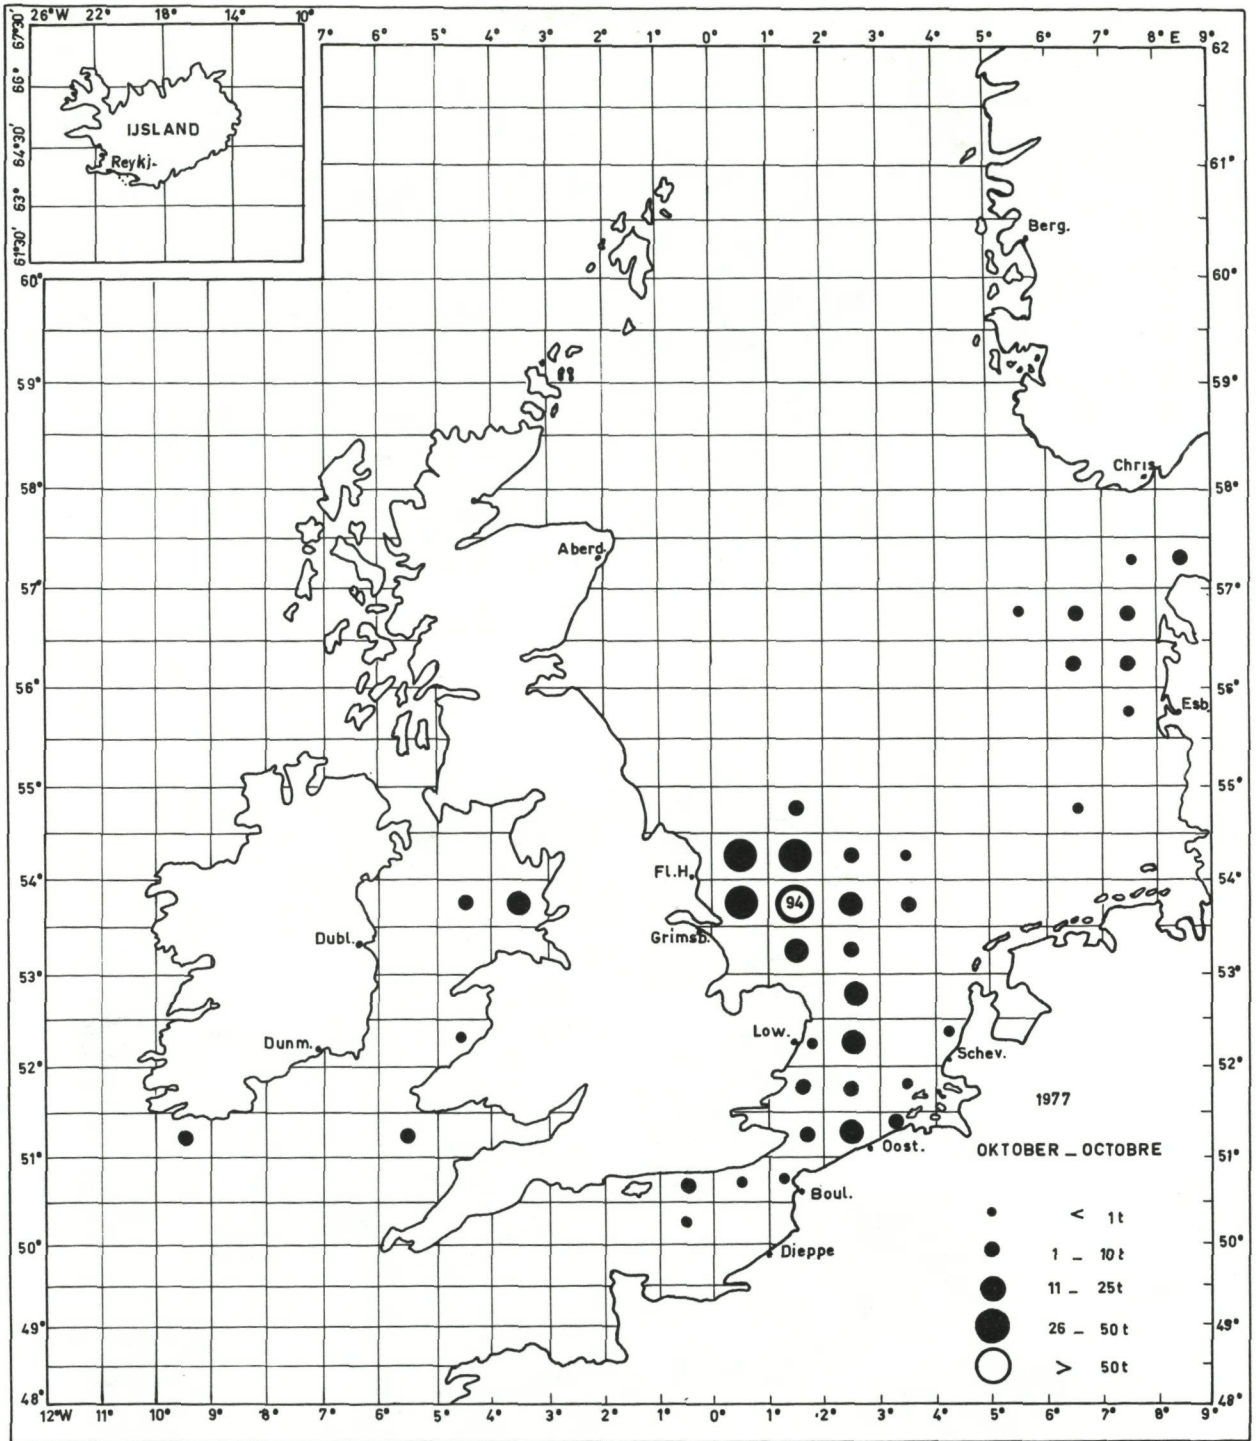 26°W 22° 18° 14° 10°
67°30'
66°
64°30'
63°
61°30'
IJSLAND
Reykj.
7° 6° 5° 4° 3° 2° 1° 0° 1° 2° 3° 4° 5° 6° 7° 8° E 9°
62
61°
60° 60°
59° 59°
58° 58°
57° 57°
56° 56°
55° 55°
54° 54°
53° 53°
52° 52°
51° 51°
50° 50°
49° 49°
48° 48°
Berg.
Chris
Aberd.
Esb.
Fl.H.
94
Grimsb.
Dubl.
Low.
Dunm.
Schev.
Oost.
Boul.
Dieppe
1977
OKTOBER _ OCTOBRE
< 1t
1 _ 10t
11 _ 25t
26 _ 50t
> 50t
12°W 11° 10° 9° 8° 7° 6° 5° 4° 3° 2° 1° 0° 1° 2° 3° 4° 5° 6° 7° 8° 9°